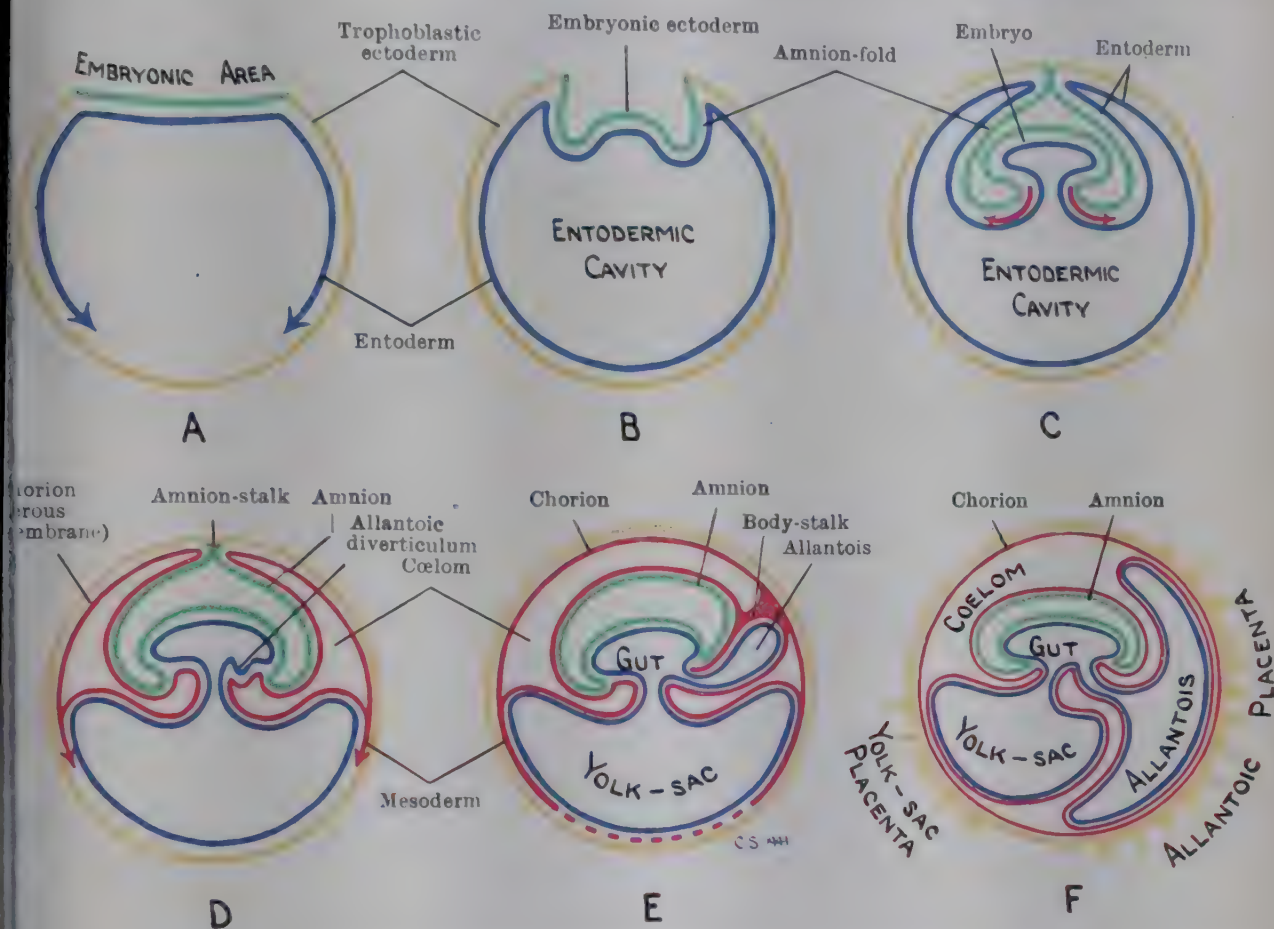 Trophoblastic
ectoderm
Embryonic ectoderm
Amnion-fold
Embryo
Entoderm
EMBRYONIC AREA
ENTODERMIC
CAVITY
ENTODERMIC
CAVITY
Entoderm
A
B
C
Amnion-stalk
Amnion
Allantoic
diverticulum
Cœlom
Chorion
Amnion
Body-stalk
Allantois
Chorion
Amnion
COELOM
GUT
GUT
YOLK-SAC
YOLK-SAC
ALLANTOIS
Mesoderm
YOLK-SAC
PLACENTA
ALLANTOIC
PLACENTA
D
E
F